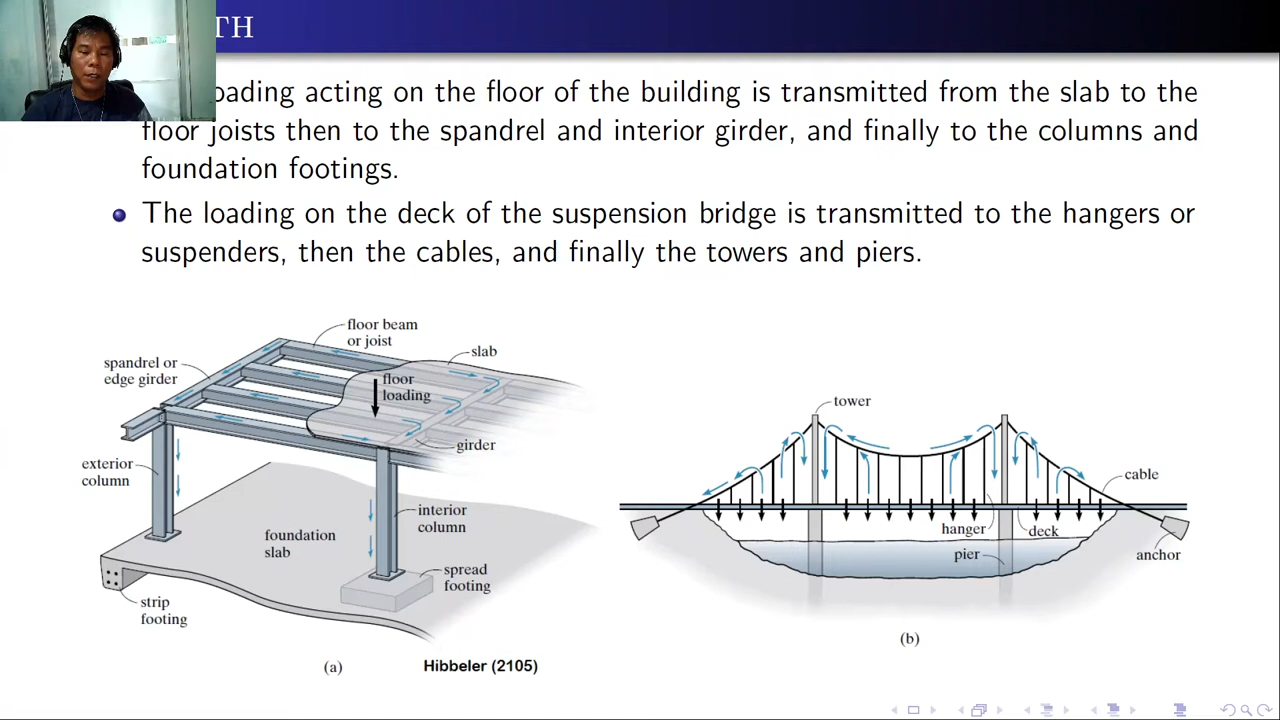 TH
oading acting on the floor of the building is transmitted from the slab to the
floor joists then to the spandrel and interior girder, and finally to the columns and
foundation footings.
The loading on the deck of the suspension bridge is transmitted to the hangers or
suspenders, then the cables, and finally the towers and piers.
floor beam
or joist
slab
spandrel or
edge girder
floor
loading
girder
exterior
column
interior
column
foundation
slab
spread
footing
strip
footing
(a)
Hibbeler (2105)
tower
cable
hanger
deck
pier
anchor
(b)